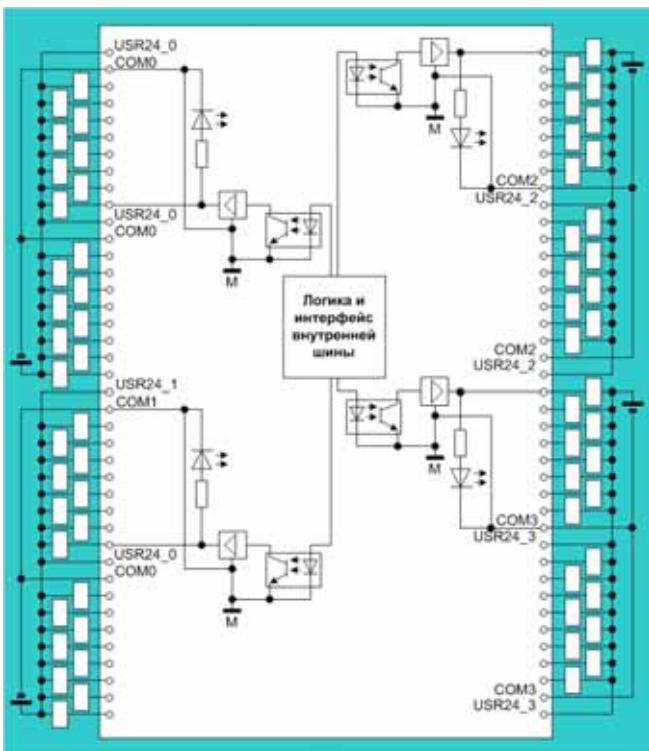 USR24_0
COM0
M
COM2
USR24_2
USR24_0
COM0
M
Логика и
интерфейс
внутренней
шины
COM2
USR24_2
USR24_1
COM1
M
COM3
USR24_3
USR24_0
COM0
M
COM3
USR24_3